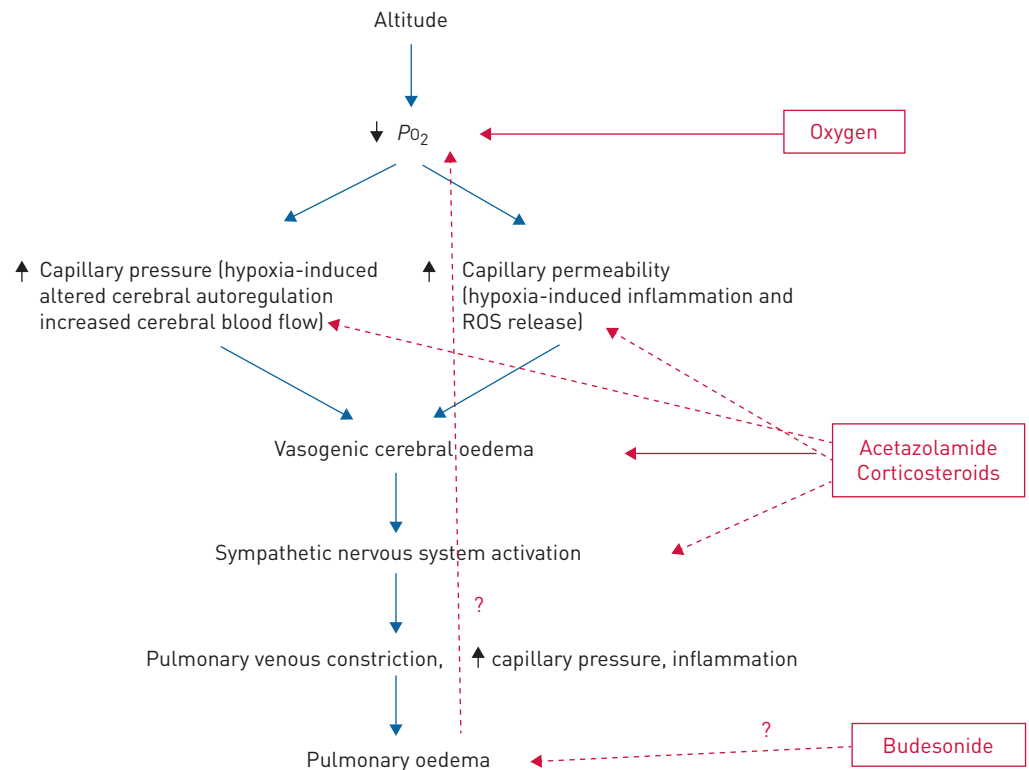 Altitude
PO₂
Oxygen
Capillary pressure (hypoxia-induced
altered cerebral autoregulation
increased cerebral blood flow)
Capillary permeability
(hypoxia-induced inflammation and
ROS release)
Vasogenic cerebral oedema
Acetazolamide
Corticosteroids
Sympathetic nervous system activation
?
Pulmonary venous constriction, capillary pressure, inflammation
?
Budesonide
Pulmonary oedema